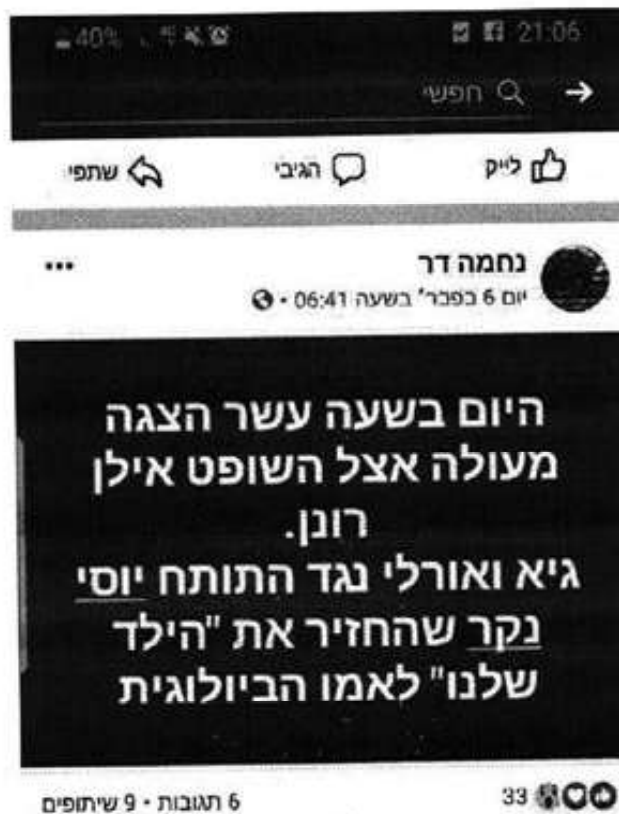 40% 21:06
חפשי
לייק הגיבי שתפי
נחמה דר
יום 6 בפבר' בשעה 06:41
היום בשעה עשר הצגה
מעולה אצל השופט אילן
רונן.
גיא ואורלי נגד התותח יוסי
נקר שהחזיר את "הילד
שלנו" לאמו הביולוגית
33 6 תגובות • 9 שיתופים